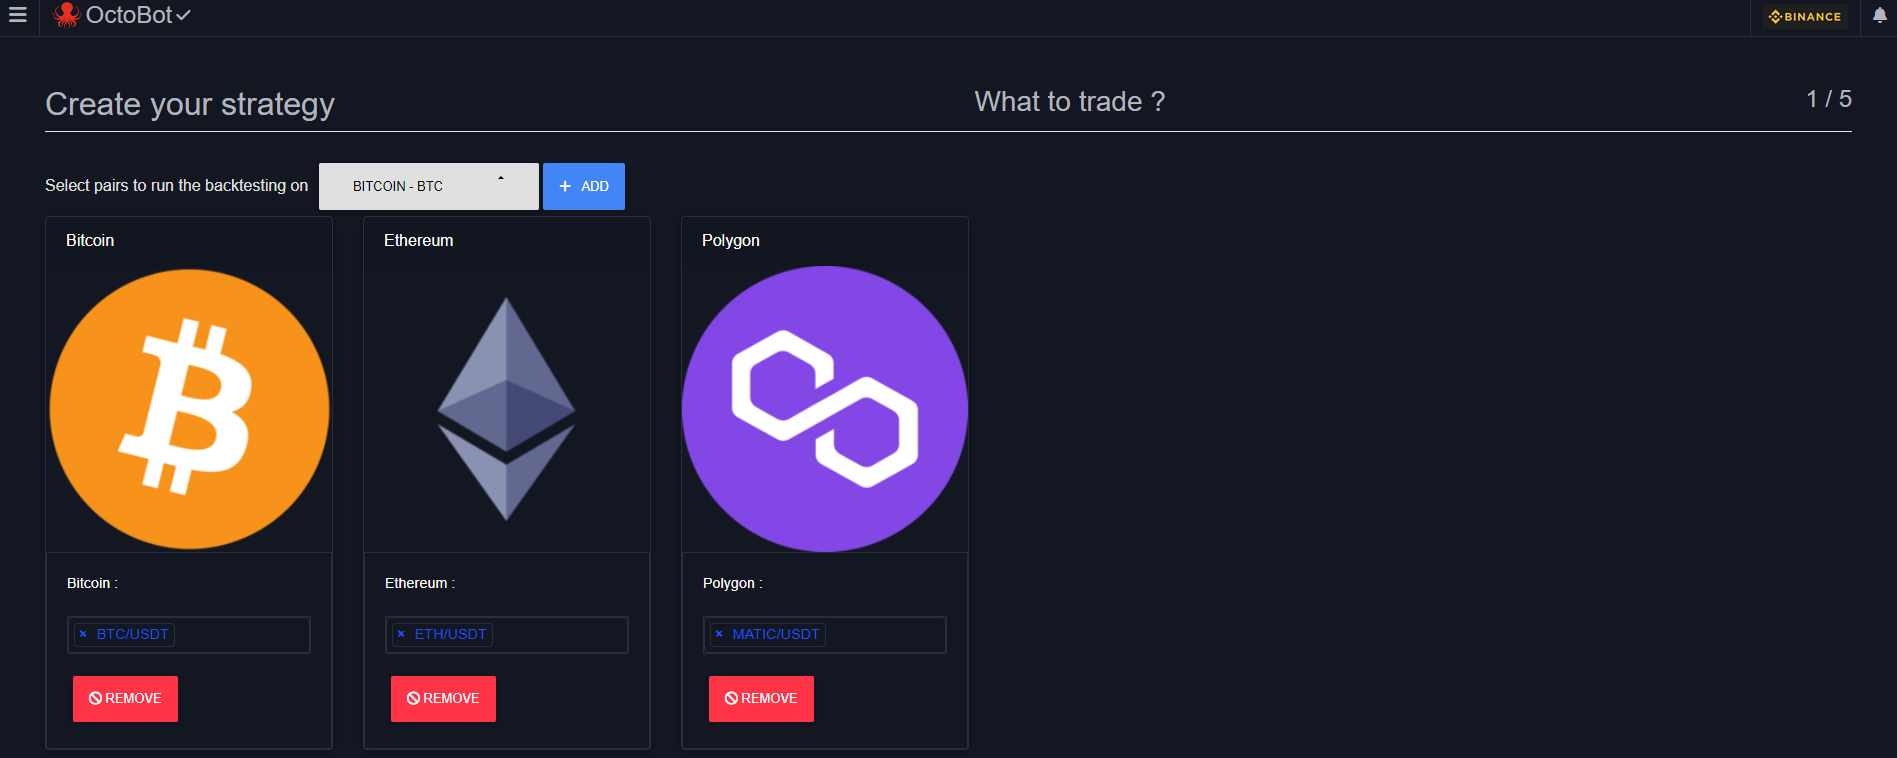 OctoBot
BINANCE
Create your strategy
What to trade ?
1 / 5
Select pairs to run the backtesting on
BITCOIN - BTC
+ ADD
Bitcoin
Ethereum
Polygon
Bitcoin :
Ethereum :
Polygon :
× BTC/USDT
× ETH/USDT
× MATIC/USDT
REMOVE
REMOVE
REMOVE